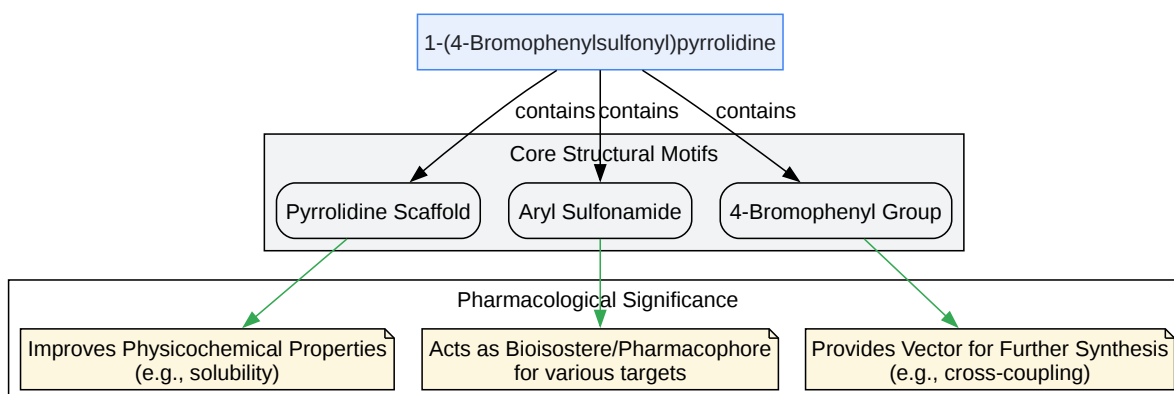 1-(4-Bromophenylsulfonyl)pyrrolidine
contains
contains
contains
Core Structural Motifs
Pyrrolidine Scaffold
Aryl Sulfonamide
4-Bromophenyl Group
Pharmacological Significance
Improves Physicochemical Properties
(e.g., solubility)
Acts as Bioisostere/Pharmacophore
for various targets
Provides Vector for Further Synthesis
(e.g., cross-coupling)